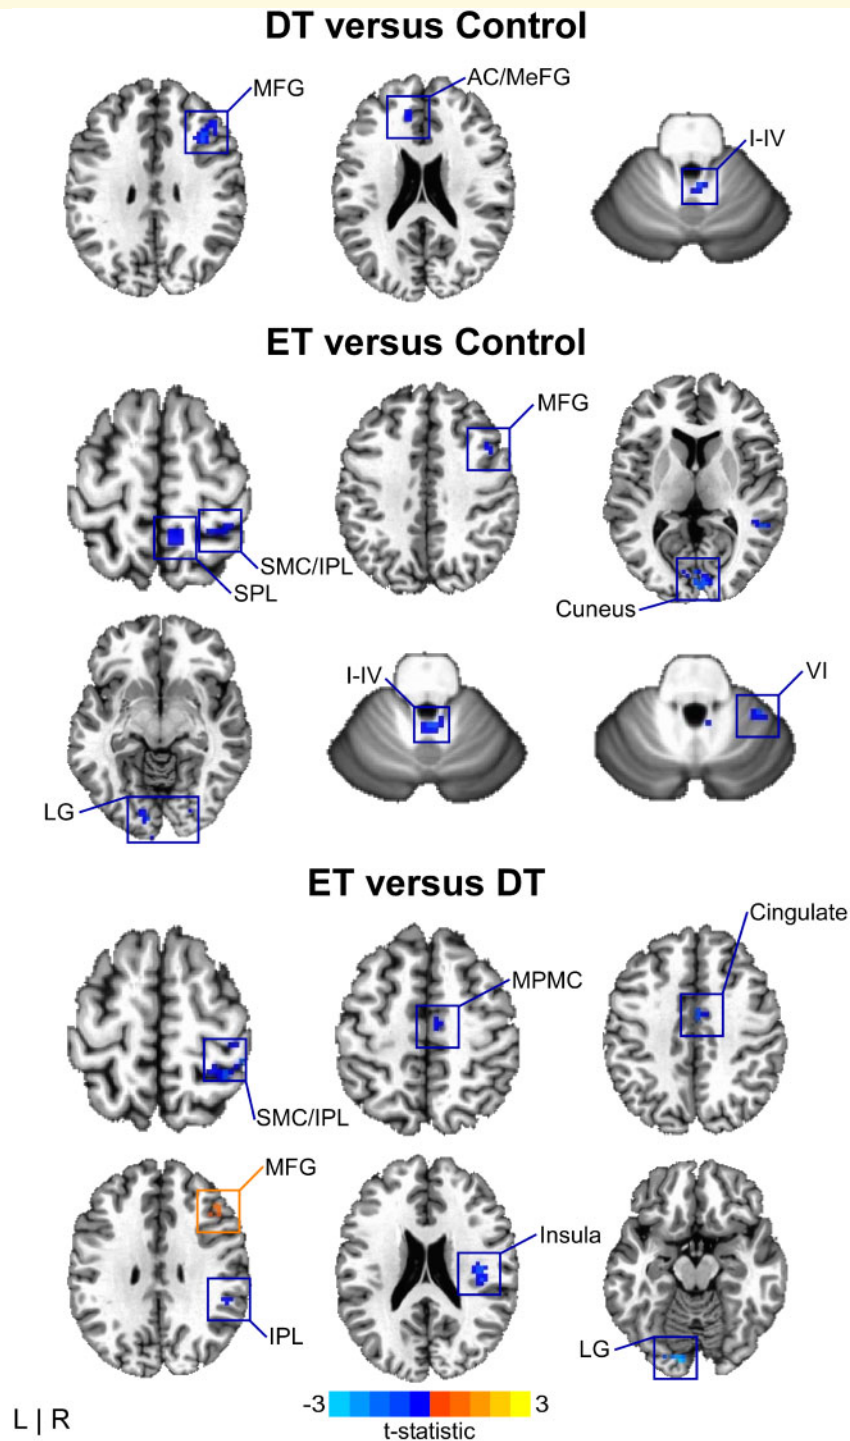 DT versus Control
MFG
AC/MeFG
I-IV
ET versus Control
MFG
SMC/IPL
SPL
Cuneus
I-IV
VI
LG
ET versus DT
Cingulate
MPMC
SMC/IPL
MFG
Insula
IPL
LG
-3
3
t-statistic
L | R